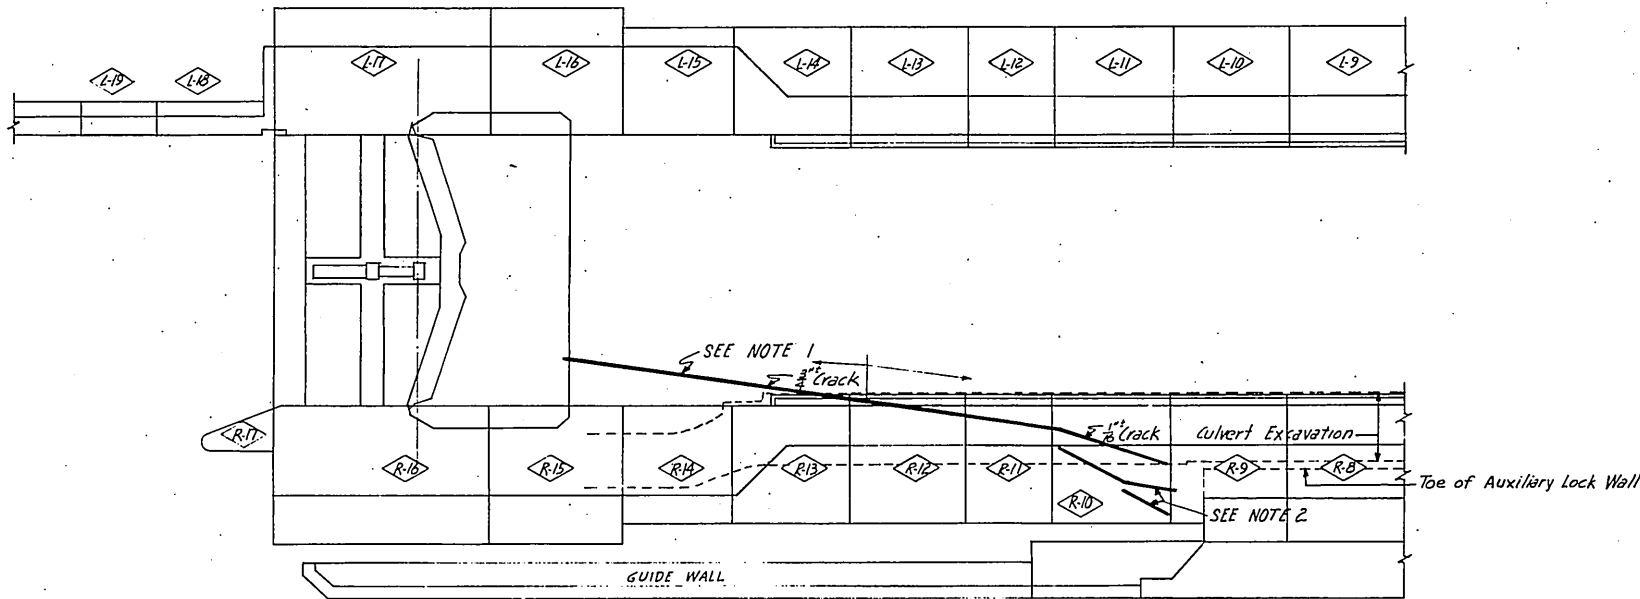 L-19
L-18
L-17
L-16
L-15
L-14
L-13
L-12
L-11
L-10
L-9
SEE NOTE 1
3/4"± Crack
1/16"± Crack
Culvert Excavation
R-17
R-16
R-15
R-14
R-13
R-12
R-11
R-9
R-8
Toe of Auxiliary Lock Wall
R-10
SEE NOTE 2
GUIDE WALL